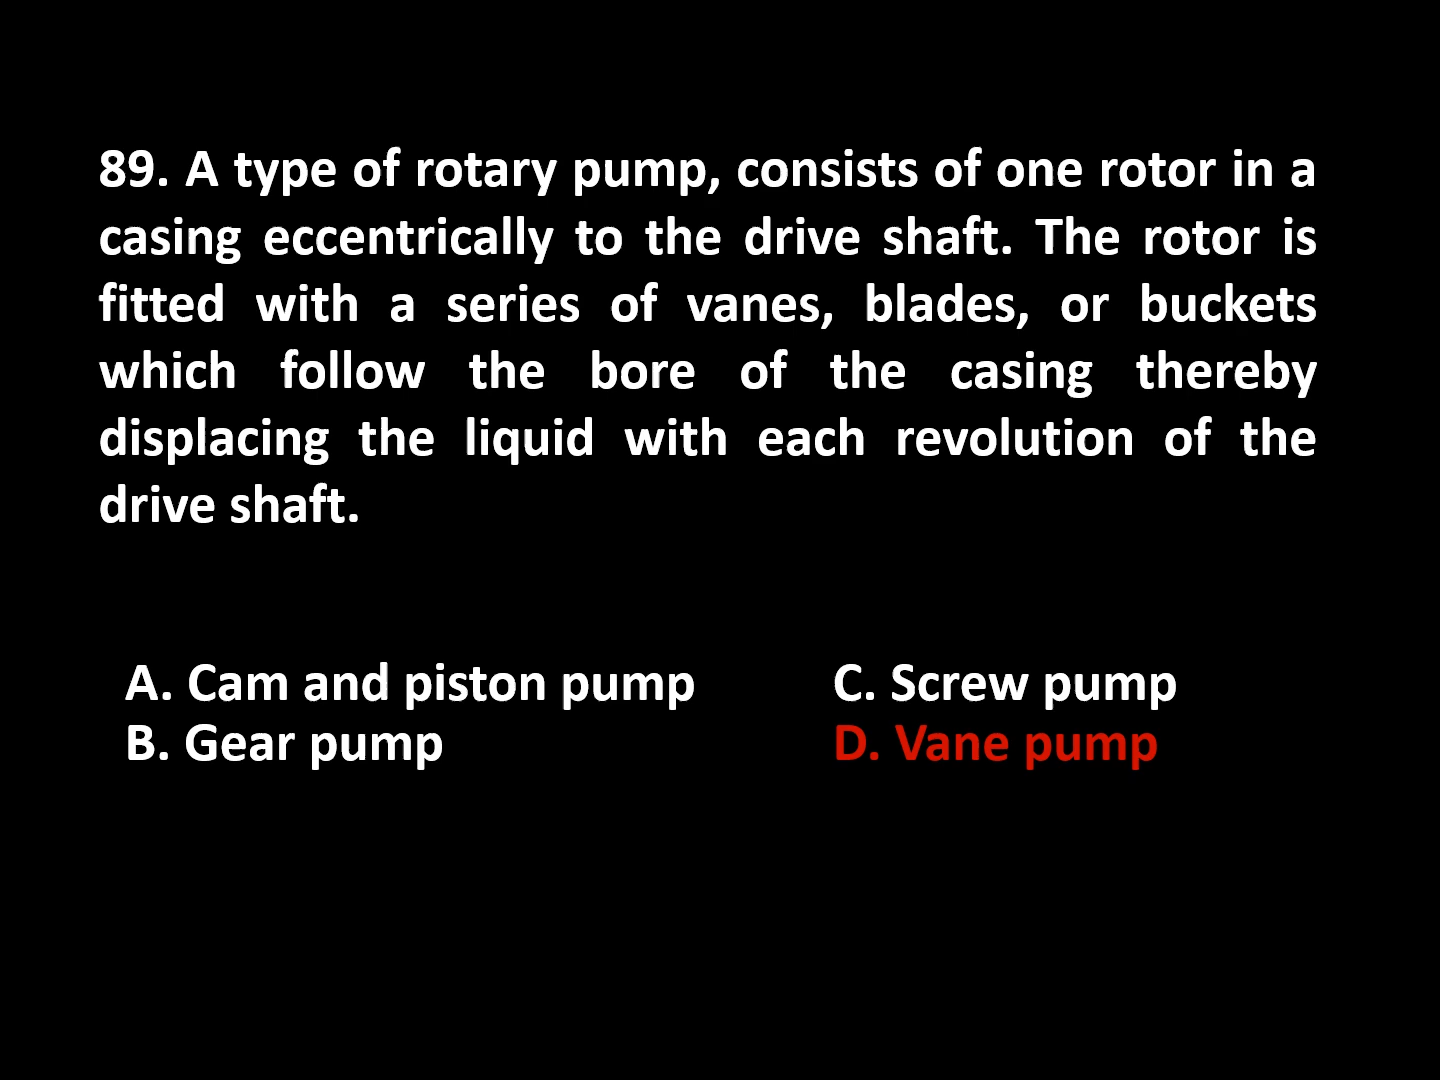 89. A type of rotary pump, consists of one rotor in a
casing eccentrically to the drive shaft. The rotor is
fitted with a series of vanes, blades, or buckets
which follow the bore of the casing thereby
displacing the liquid with each revolution of the
drive shaft.
A. Cam and piston pump
B. Gear pump
C. Screw pump
D. Vane pump